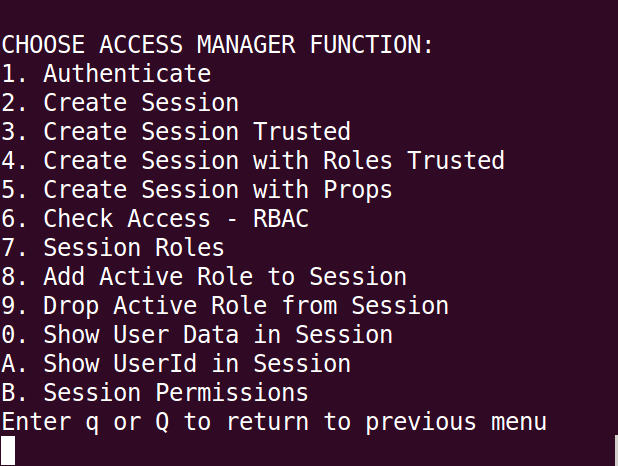 CHOOSE ACCESS MANAGER FUNCTION:
1. Authenticate
2. Create Session
3. Create Session Trusted
4. Create Session with Roles Trusted
5. Create Session with Props
6. Check Access - RBAC
7. Session Roles
8. Add Active Role to Session
9. Drop Active Role from Session
0. Show User Data in Session
A. Show UserId in Session
B. Session Permissions
Enter q or Q to return to previous menu